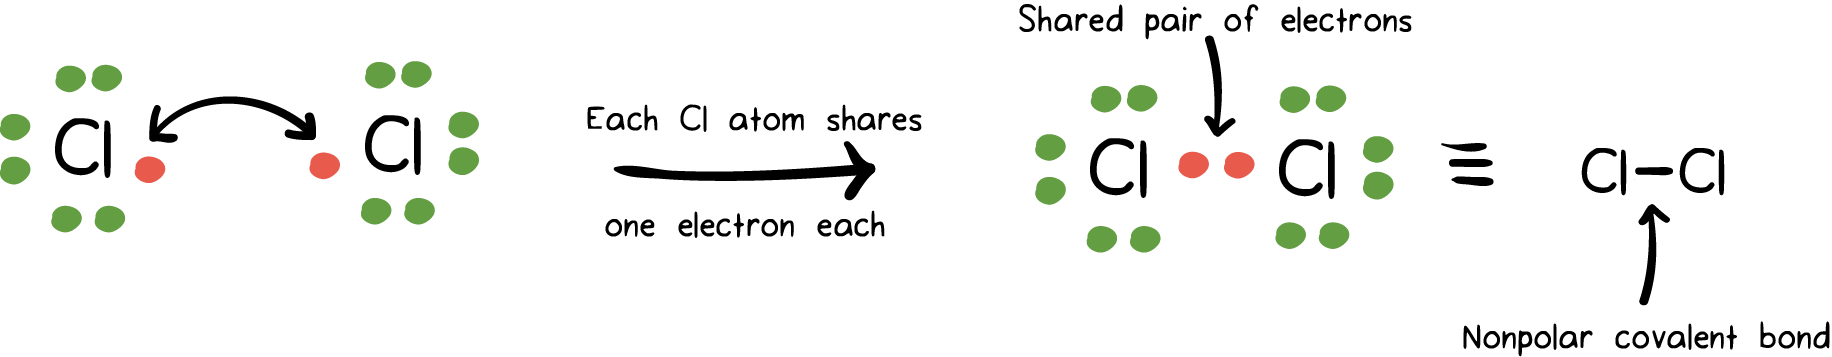 Shared pair of electrons
Cl Cl
Each Cl atom shares
one electron each
Cl Cl
≡
Cl–Cl
Nonpolar covalent bond